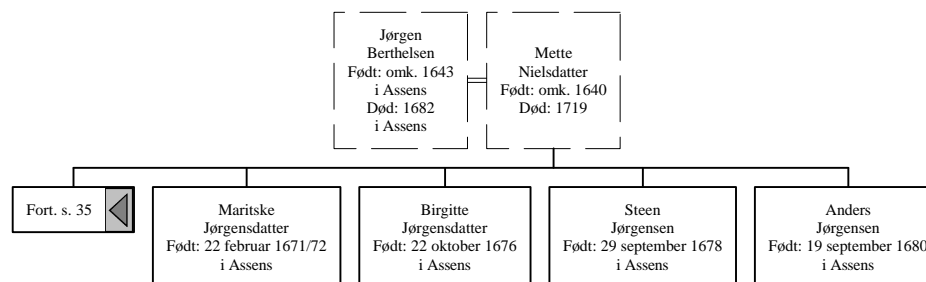 Jørgen
Berthelsen
Født: omk. 1643
i Assens
Død: 1682
i Assens
Mette
Nielsdatter
Født: omk. 1640
Død: 1719
Fort. s. 35
Maritske
Jørgensdatter
Født: 22 februar 1671/72
i Assens
Birgitte
Jørgensdatter
Født: 22 oktober 1676
i Assens
Steen
Jørgensen
Født: 29 september 1678
i Assens
Anders
Jørgensen
Født: 19 september 1680
i Assens